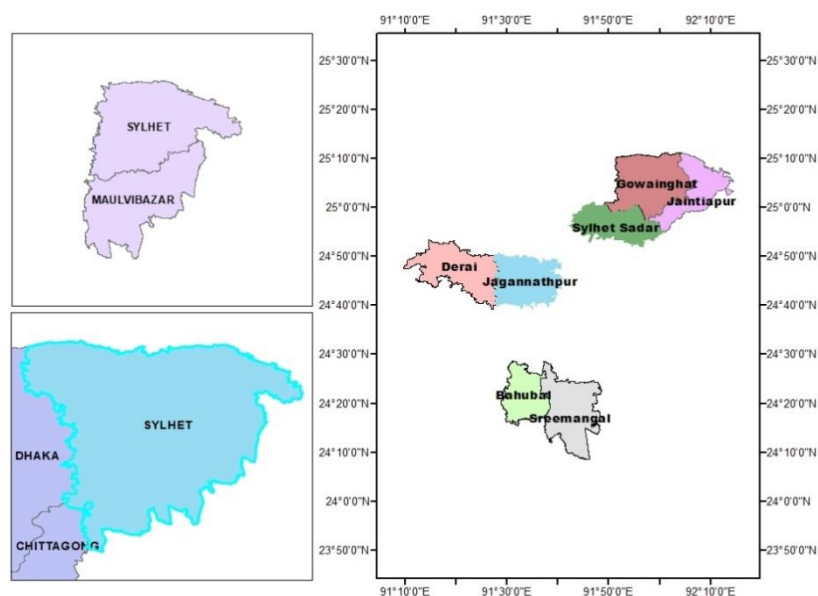 SYLHET
MAULVIBAZAR
DHAKA
SYLHET
CHITTAGONG
91°10'0"E 91°30'0"E 91°50'0"E 92°10'0"E
25°30'0"N 25°30'0"N
25°20'0"N 25°20'0"N
25°10'0"N 25°10'0"N
25°0'0"N 25°0'0"N
24°50'0"N 24°50'0"N
24°40'0"N 24°40'0"N
24°30'0"N 24°30'0"N
24°20'0"N 24°20'0"N
24°10'0"N 24°10'0"N
24°0'0"N 24°0'0"N
23°50'0"N 23°50'0"N
Gowainghat
Jaintiapur
Sylhet Sadar
Derai
Jagannathpur
Bahubal
Sreemangal
91°10'0"E 91°30'0"E 91°50'0"E 92°10'0"E